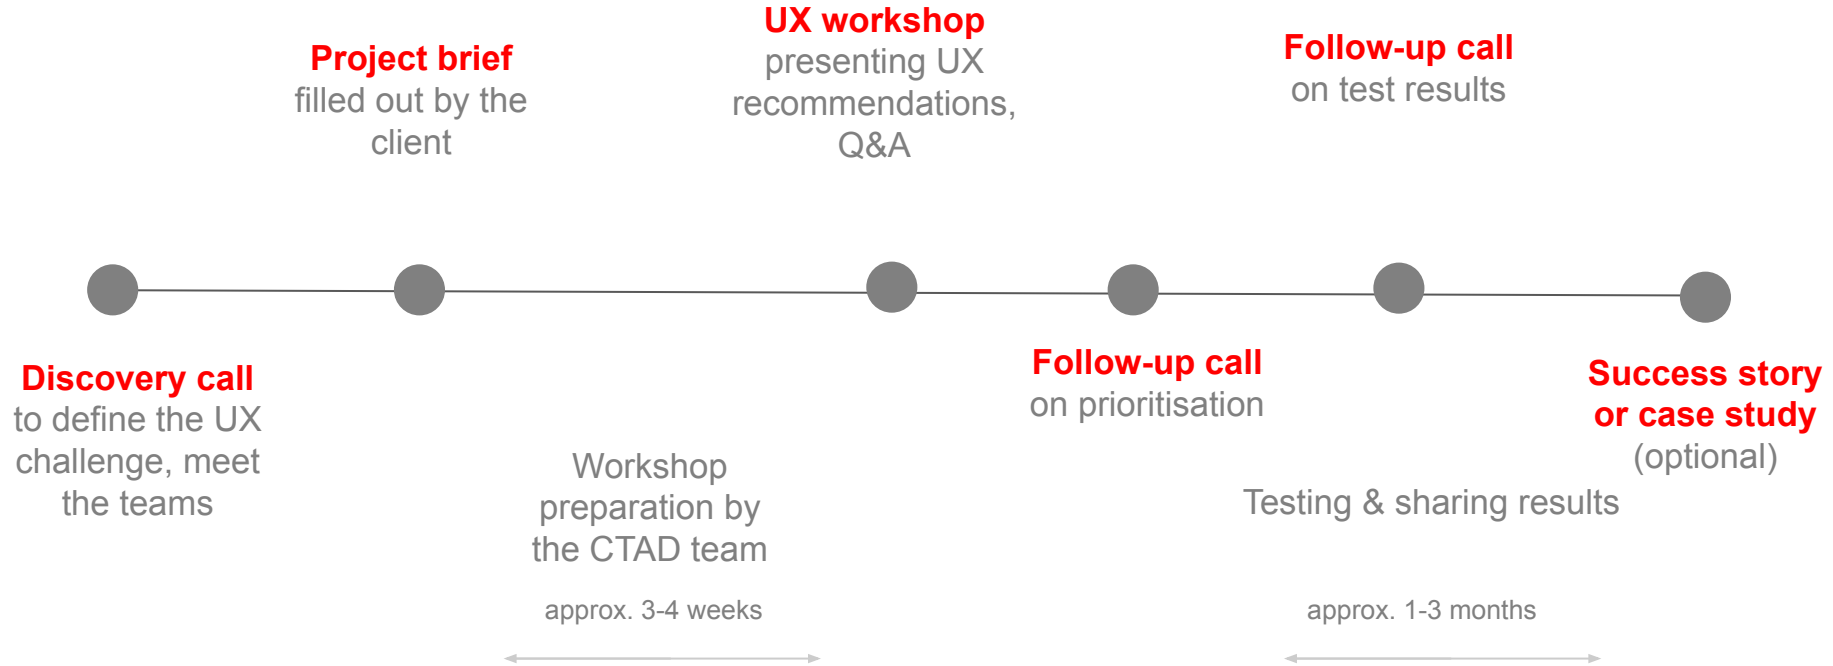 UX workshop
presenting UX
recommendations,
Q&A
Project brief
filled out by the
client
Follow-up call
on test results
Discovery call
to define the UX
challenge, meet
the teams
Follow-up call
on prioritisation
Success story
or case study
(optional)
Workshop
preparation by
the CTAD team
Testing & sharing results
approx. 3-4 weeks
approx. 1-3 months